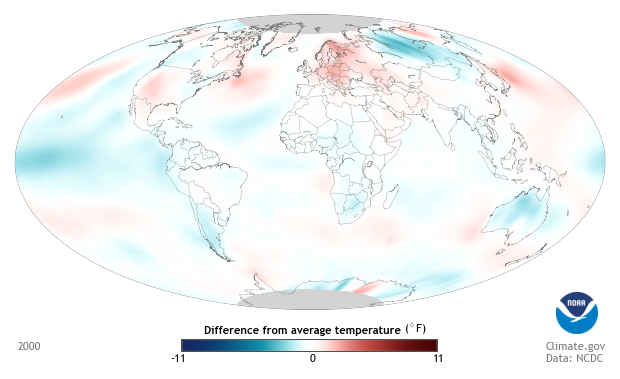 NOAA
Difference from average temperature (°F)
-11 0 11
2000
Climate.gov
Data: NCDC